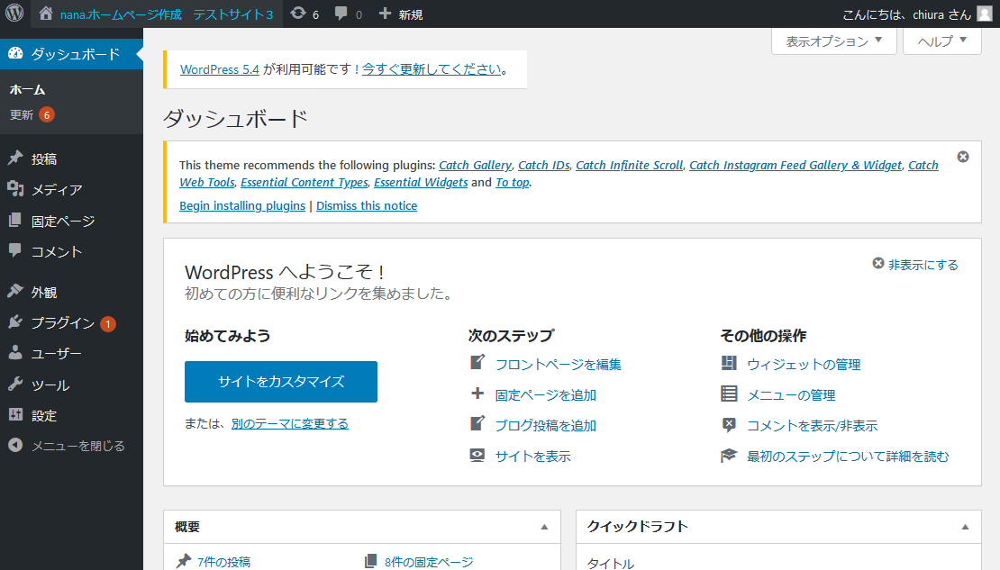 nana.ホームページ作成 テストサイト3 6 0 新規 こんにちは、chiura さん
表示オプション ヘルプ
ダッシュボード
ホーム
更新 6
投稿
メディア
固定ページ
コメント
外観
プラグイン 1
ユーザー
ツール
設定
メニューを閉じる
WordPress 5.4 が利用可能です ! 今すぐ更新してください。
ダッシュボード
This theme recommends the following plugins: Catch Gallery, Catch IDs, Catch Infinite Scroll, Catch Instagram Feed Gallery & Widget, Catch
Web Tools, Essential Content Types, Essential Widgets and To top.
Begin installing plugins | Dismiss this notice
WordPress へようこそ !
非表示にする
初めての方に便利なリンクを集めました。
始めてみよう
サイトをカスタマイズ
または、別のテーマに変更する
次のステップ
フロントページを編集
固定ページを追加
ブログ投稿を追加
サイトを表示
その他の操作
ウィジェットの管理
メニューの管理
コメントを表示/非表示
最初のステップについて詳細を読む
概要
7件の投稿 8件の固定ページ
クイックドラフト
タイトル